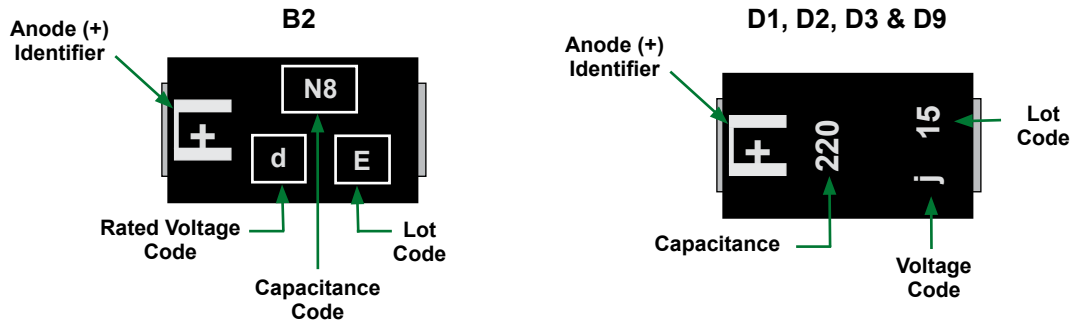 B2
Anode (+)
Identifier
N8
+
d
E
Rated Voltage
Code
Lot
Code
Capacitance
Code
D1, D2, D3 & D9
Anode (+)
Identifier
+
220
15
j
Lot
Code
Capacitance
Voltage
Code